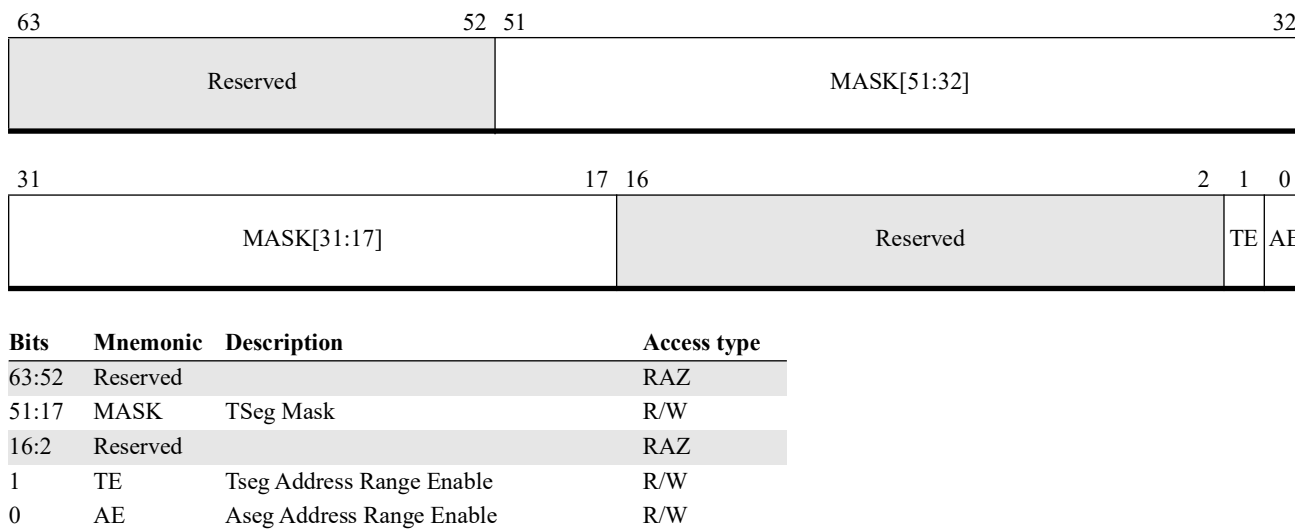 63 52 51 32
Reserved MASK[51:32]
31 17 16 2 1 0
MASK[31:17] Reserved TE AE
Bits Mnemonic Description Access type
63:52 Reserved RAZ
51:17 MASK TSeg Mask R/W
16:2 Reserved RAZ
1 TE Tseg Address Range Enable R/W
0 AE Aseg Address Range Enable R/W